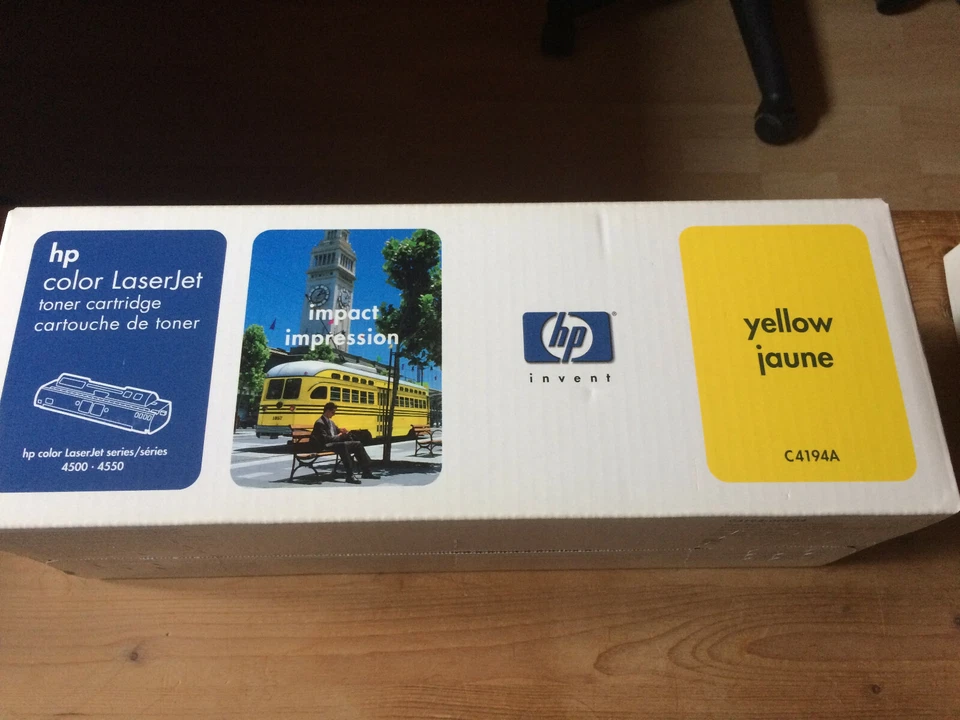 hp
color LaserJet
toner cartridge
cartouche de toner
hp color LaserJet series/séries
4500 · 4550
impact
impression
hp
invent
yellow
jaune
C4194A